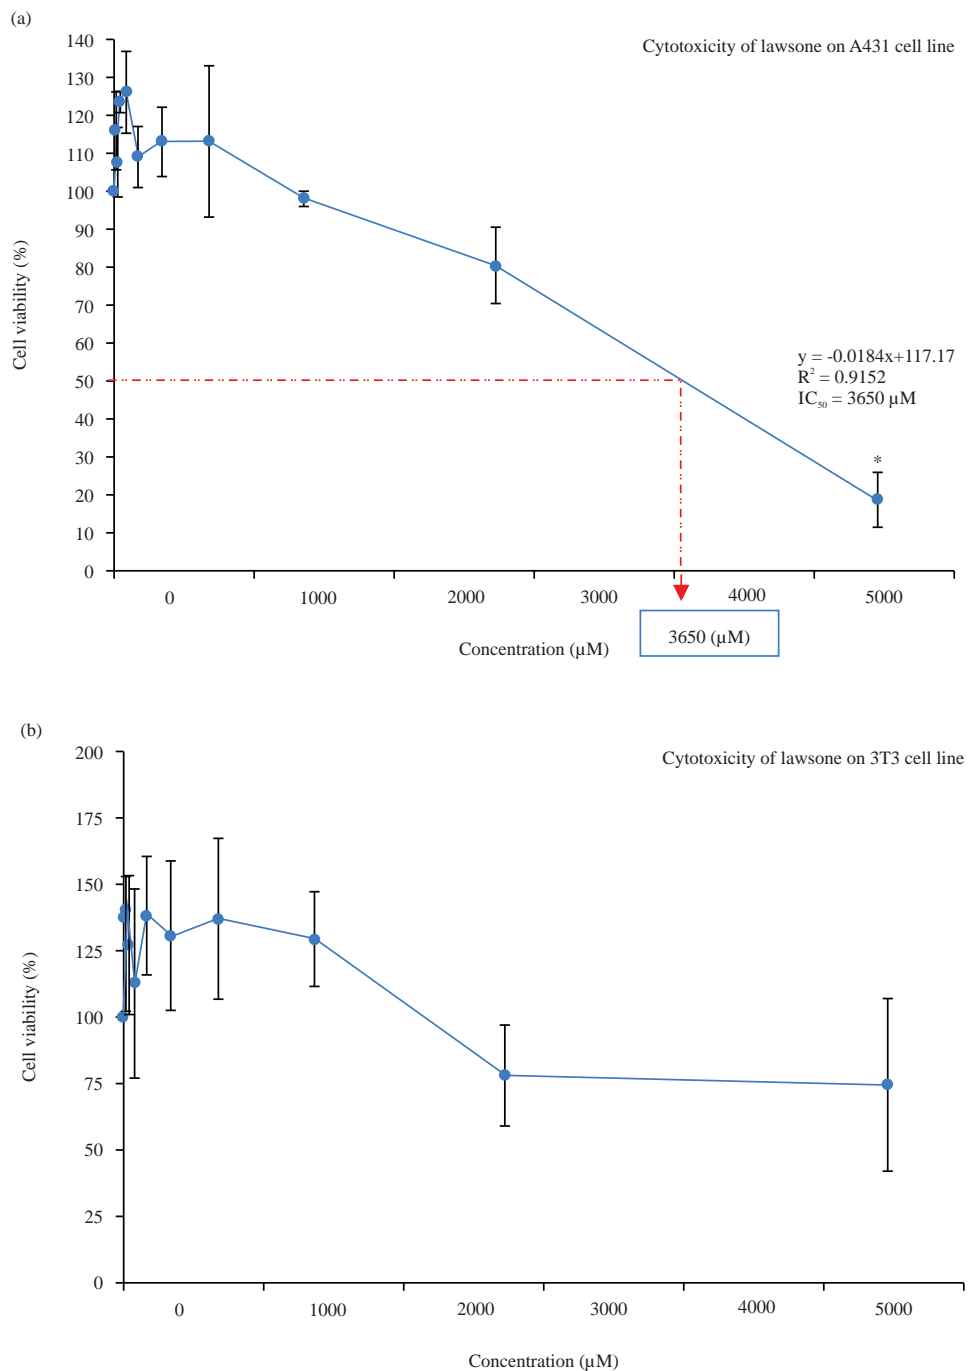 (a)
Cytotoxicity of lawsone on A431 cell line
140
130
120
110
100
90
80
70
60
50
40
30
20
10
0
Cell viability (%)
y = -0.0184x+117.17
R² = 0.9152
IC₅₀ = 3650 µM
*
0 1000 2000 3000 4000 5000
3650 (µM)
Concentration (µM)
(b)
Cytotoxicity of lawsone on 3T3 cell line
200
175
150
125
100
75
50
25
0
Cell viability (%)
0 1000 2000 3000 4000 5000
Concentration (µM)